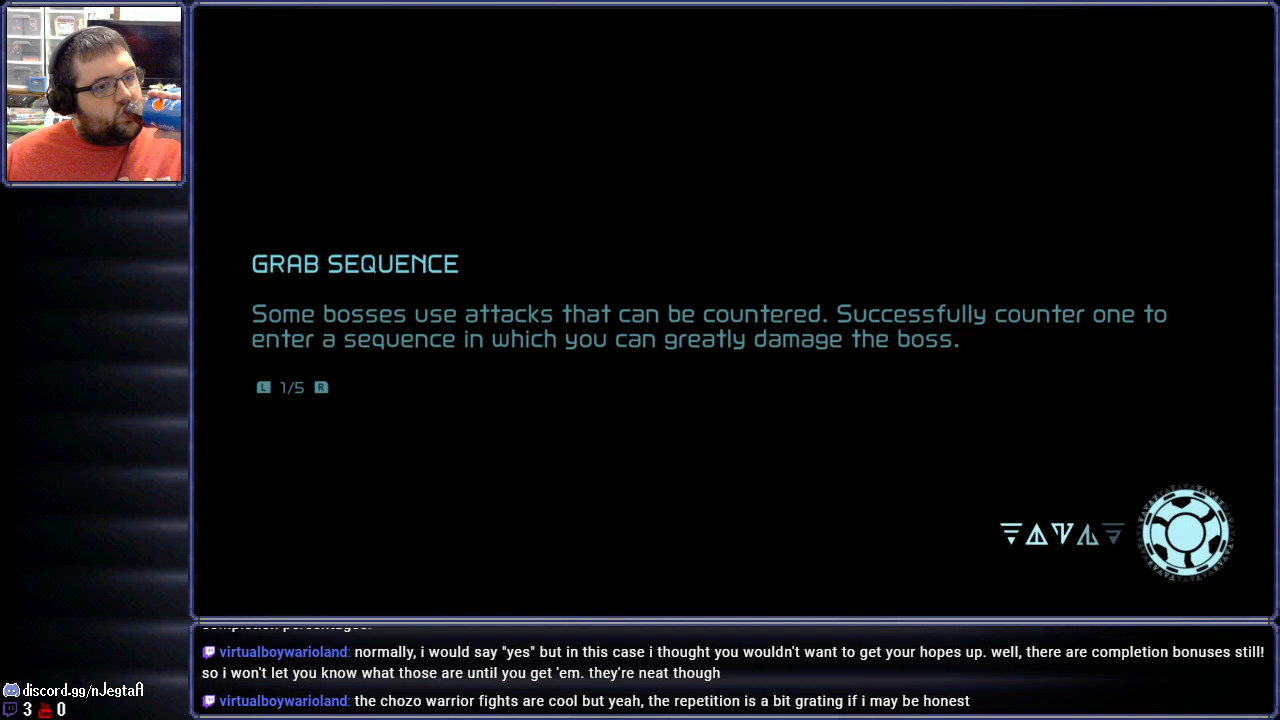 GRAB SEQUENCE
Some bosses use attacks that can be countered. Successfully counter one to
enter a sequence in which you can greatly damage the boss.
L 1/5 R
virtualboywarioland: normally, i would say "yes" but in this case i thought you wouldn't want to get your hopes up. well, there are completion bonuses still!
so i won't let you know what those are until you get 'em. they're neat though
virtualboywarioland: the chozo warrior fights are cool but yeah, the repetition is a bit grating if i may be honest
discord.gg/nJegtaA
3 0